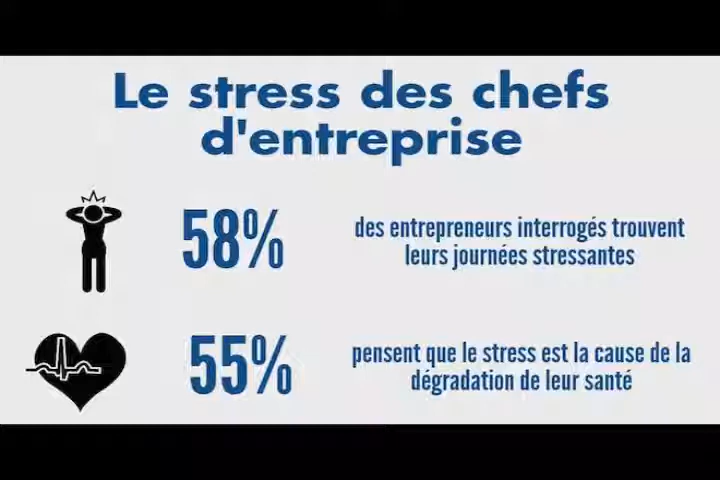 Le stress des chefs
d'entreprise
58%
des entrepreneurs interrogés trouvent
leurs journées stressantes
55%
pensent que le stress est la cause de la
dégradation de leur santé